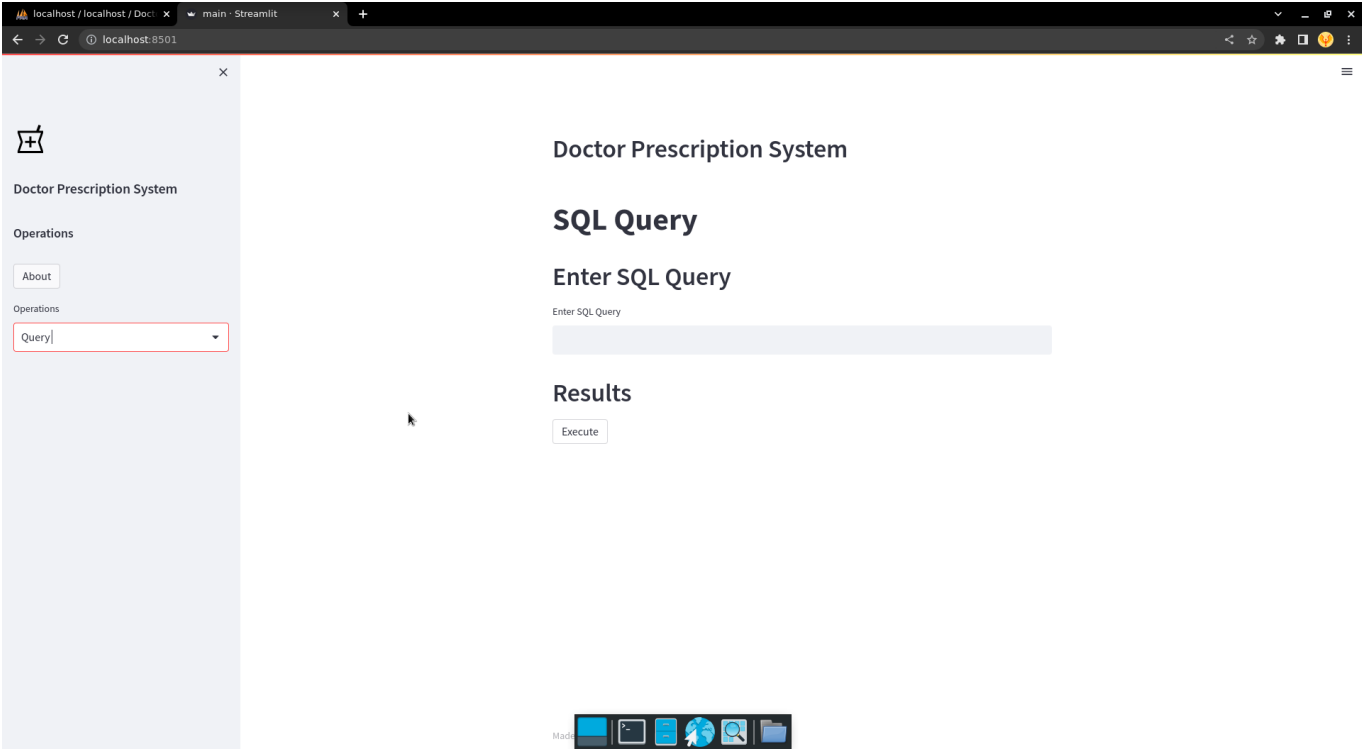 localhost / localhost / Doct
main · Streamlit
localhost:8501
Doctor Prescription System
Operations
About
Operations
Query
Doctor Prescription System
SQL Query
Enter SQL Query
Enter SQL Query
Results
Execute
Made